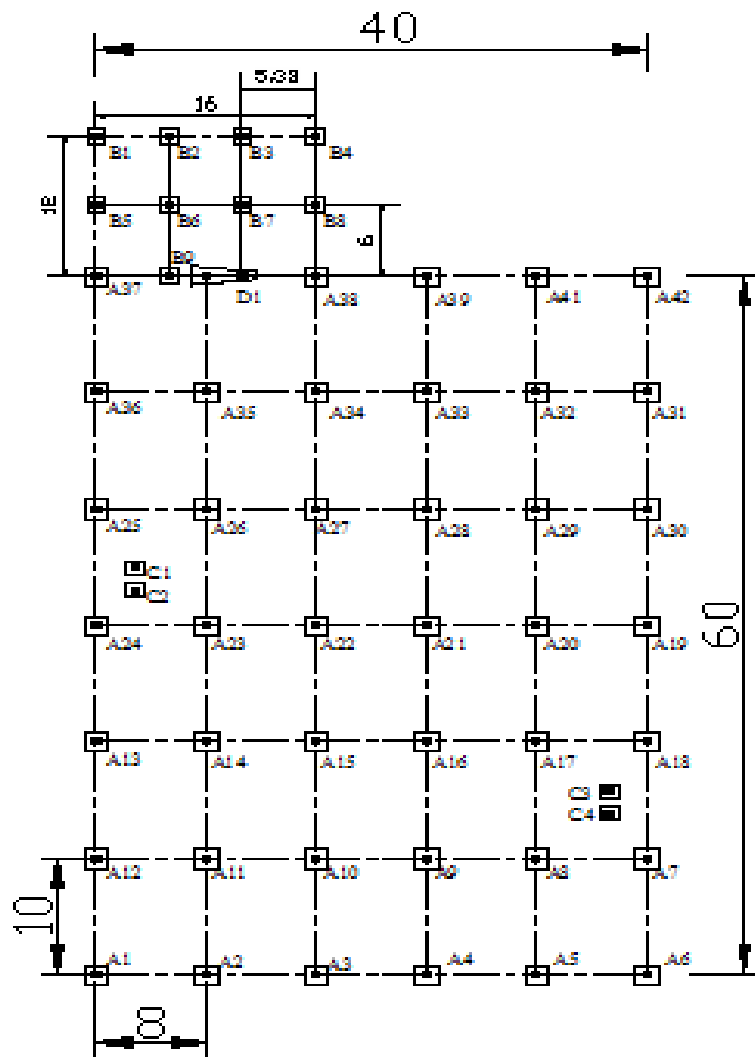 40
5.33
16
B1 B2 B3 B4
12
B5 B6 B7 B8
6
B9
A37 D1 A38 A39 A41 A42
A36 A35 A34 A33 A32 A31
A25 A26 A27 A28 A29 A30
C1
C2
60
A24 A23 A22 A21 A20 A19
A13 A14 A15 A16 A17 A18
C3
C4
A12 A11 A10 A9 A8 A7
10
A1 A2 A3 A4 A5 A6
8